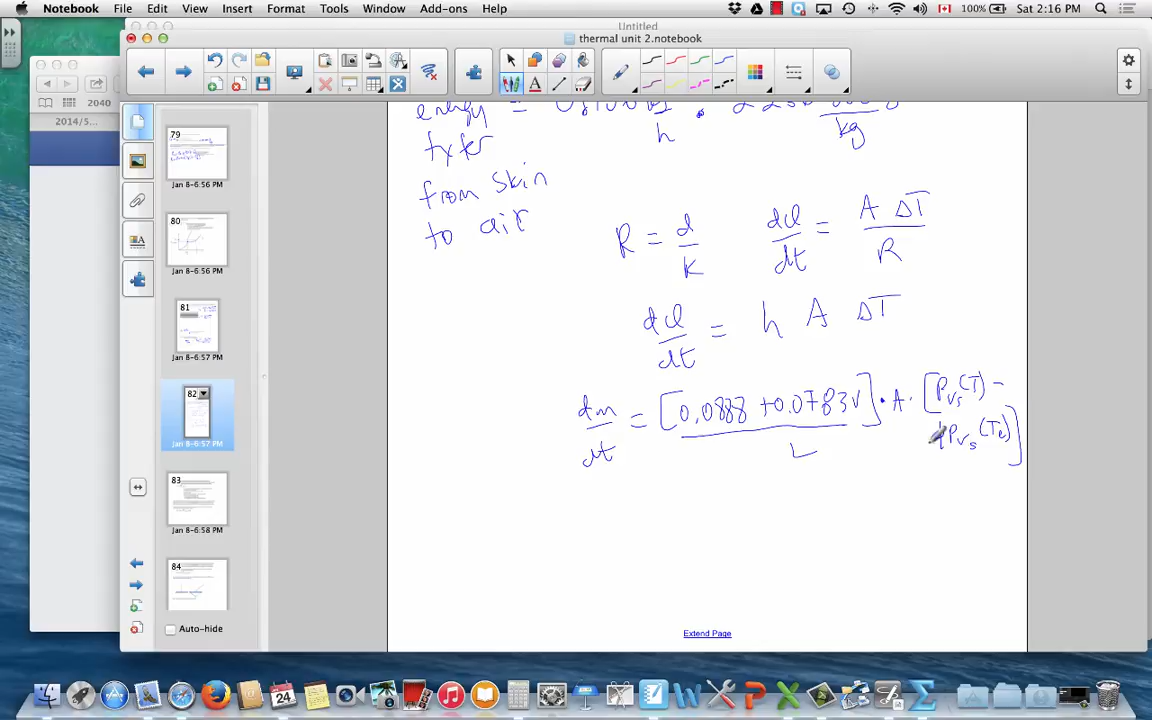 Notebook File Edit View Insert Format Tools Window Add-ons Help 100% Sat 2:16 PM
Untitled
thermal unit 2.notebook
2040
2014/5...
79
Jan 8-6:56 PM
80
Jan 8-6:56 PM
81
Jan 8-6:57 PM
82
Jan 8-6:57 PM
83
Jan 8-6:58 PM
84
Auto-hide
energy =
h
kg
txfer
from skin
to air
R = d/K dQ/dt = A ΔT/R
dQ/dt = h A ΔT
dm/dt = [0.0888 + 0.0783v]/L · A · [Pvs(T) -
ϕPvs(Te)]
Extend Page
24